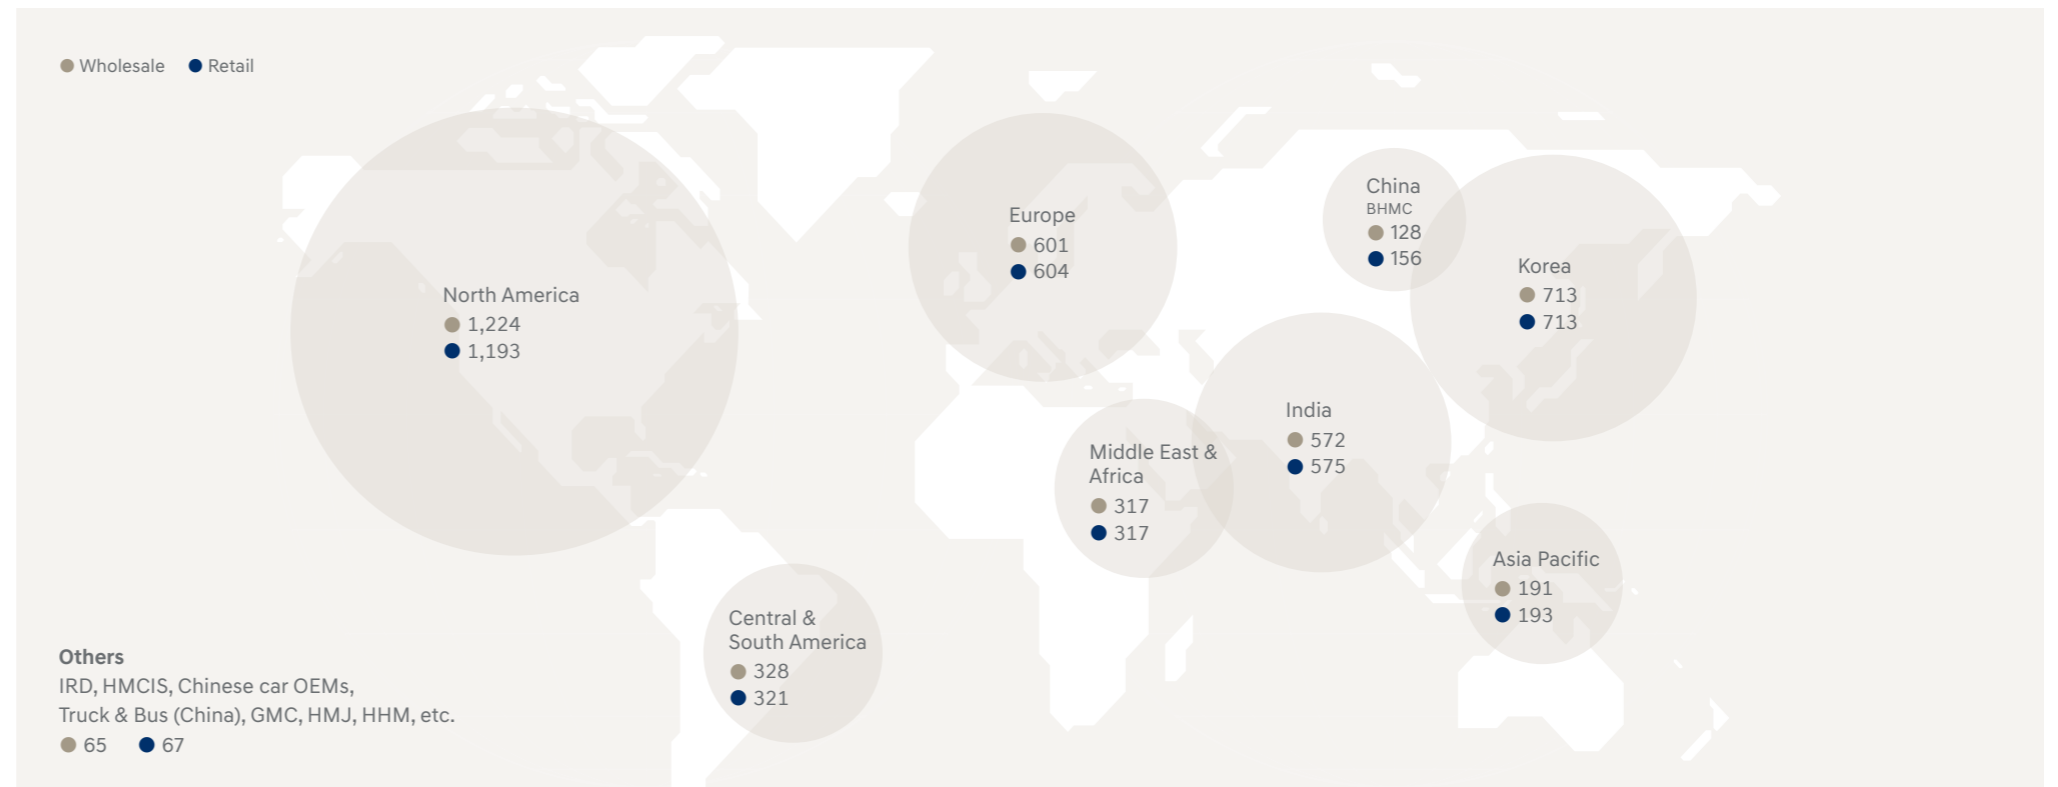 Wholesale Retail
North America
1,224
1,193
Europe
601
604
China
BHMC
128
156
Korea
713
713
India
572
575
Middle East &
Africa
317
317
Asia Pacific
191
193
Central &
South America
328
321
Others
IRD, HMCIS, Chinese car OEMs,
Truck & Bus (China), GMC, HMJ, HHM, etc.
65 67